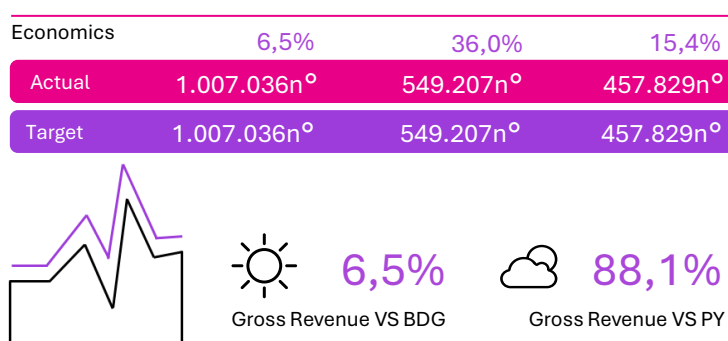 Economics 6,5% 36,0% 15,4%
Actual 1.007.036n° 549.207n° 457.829n°
Target 1.007.036n° 549.207n° 457.829n°
6,5% 88,1%
Gross Revenue VS BDG Gross Revenue VS PY